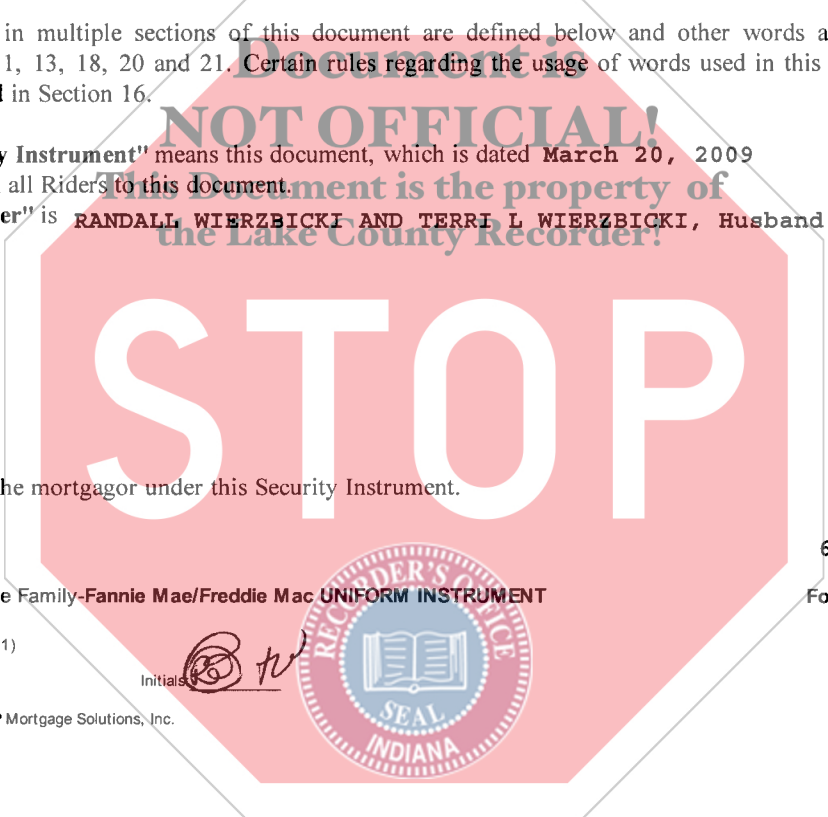 in multiple sections of this document are defined below and other words a
Document is
1, 13, 18, 20 and 21. Certain rules regarding the usage of words used in this
in Section 16.
NOT OFFICIAL!
y Instrument" means this document, which is dated March 20, 2009
all Riders to this document.
This Document is the property of
er" is RANDALL WIERZBICKI AND TERRI L WIERZBICKI, Husband
the Lake County Recorder!
STOP
he mortgagor under this Security Instrument.
6
e Family-Fannie Mae/Freddie Mac UNIFORM INSTRUMENT Fo
1)
Initials
P Mortgage Solutions, Inc.
RECORDER'S OFFICE
SEAL
INDIANA